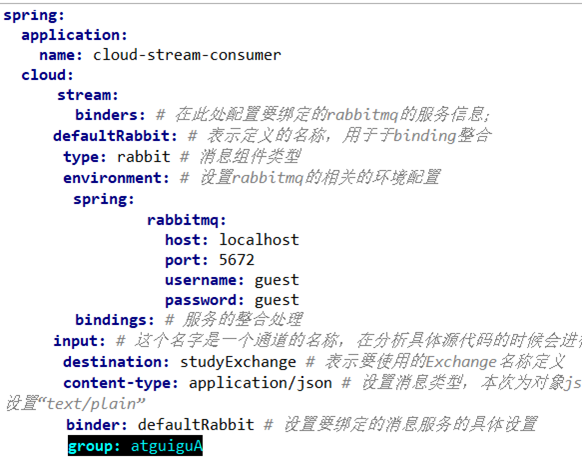 spring:
application:
name: cloud-stream-consumer
cloud:
stream:
binders: # 在此处配置要绑定的rabbitmq的服务信息;
defaultRabbit: # 表示定义的名称，用于于binding整合
type: rabbit # 消息组件类型
environment: # 设置rabbitmq的相关的环境配置
spring:
rabbitmq:
host: localhost
port: 5672
username: guest
password: guest
bindings: # 服务的整合处理
input: # 这个名字是一个通道的名称，在分析具体源代码的时候会进行
destination: studyExchange # 表示要使用的Exchange名称定义
content-type: application/json # 设置消息类型，本次为对象js
设置“text/plain”
binder: defaultRabbit # 设置要绑定的消息服务的具体设置
group: atguiguA